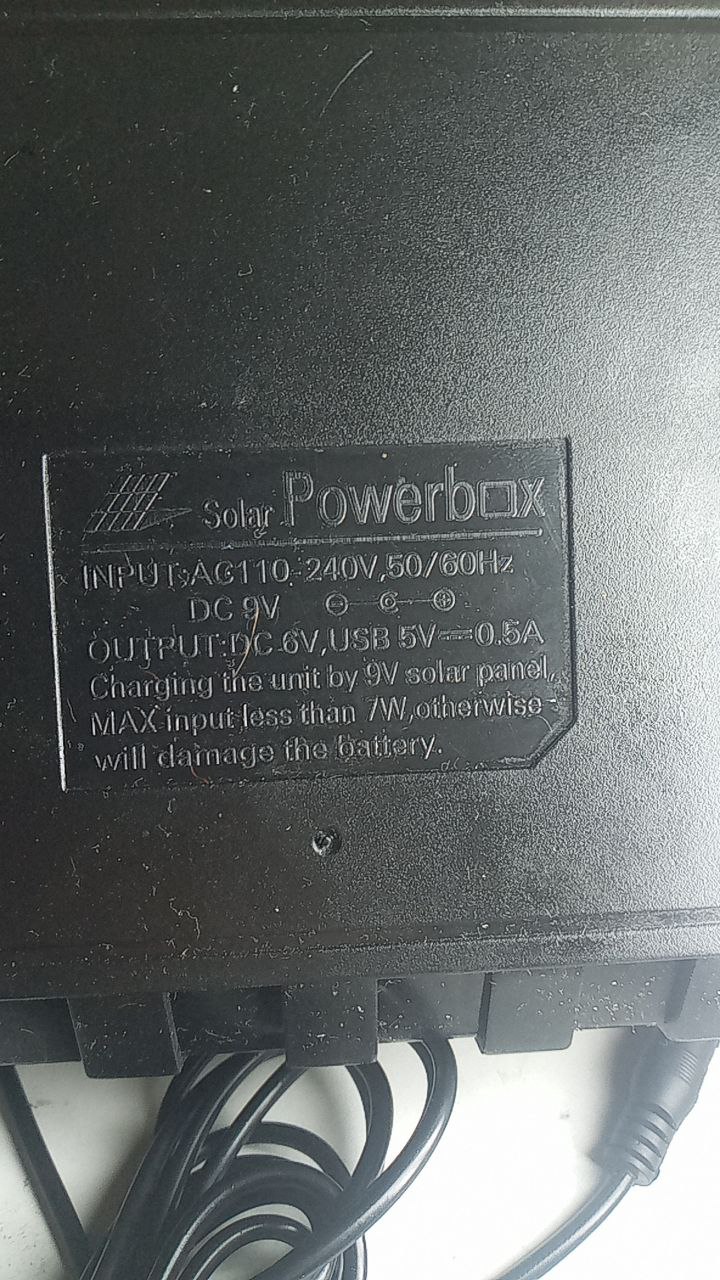 Solar Powerbox
INPUT:AC110-240V,50/60Hz
DC 9V
OUTPUT:DC 6V,USB 5V⎓0.5A
Charging the unit by 9V solar panel,
MAX input less than 7W,otherwise
will damage the battery.